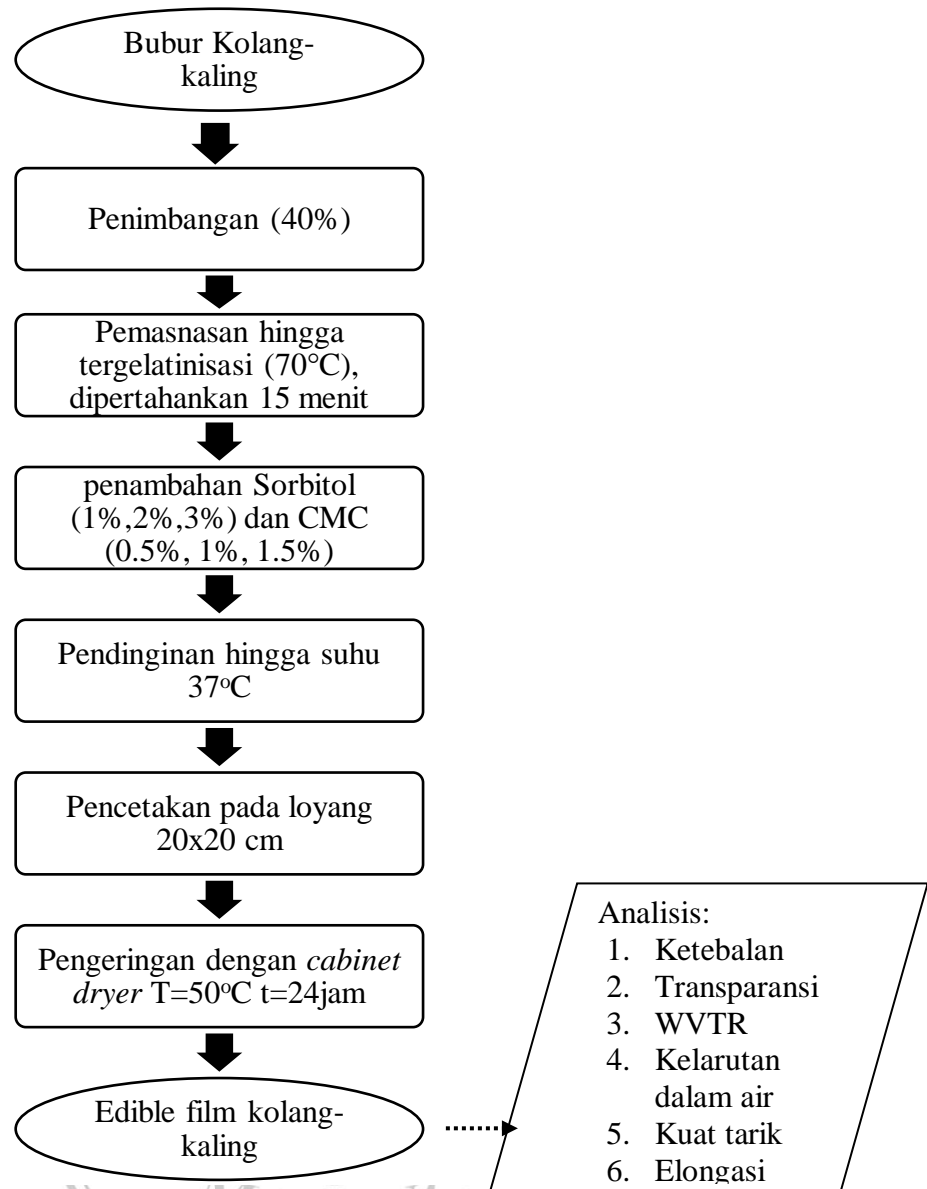 Bubur Kolang-
kaling
Penimbangan (40%)
Pemasnasan hingga
tergelatinisasi (70°C),
dipertahankan 15 menit
penambahan Sorbitol
(1%,2%,3%) dan CMC
(0.5%, 1%, 1.5%)
Pendinginan hingga suhu
37°C
Pencetakan pada loyang
20x20 cm
Pengeringan dengan cabinet
dryer T=50°C t=24jam
Edible film kolang-
kaling
Analisis:
1. Ketebalan
2. Transparansi
3. WVTR
4. Kelarutan
dalam air
5. Kuat tarik
6. Elongasi